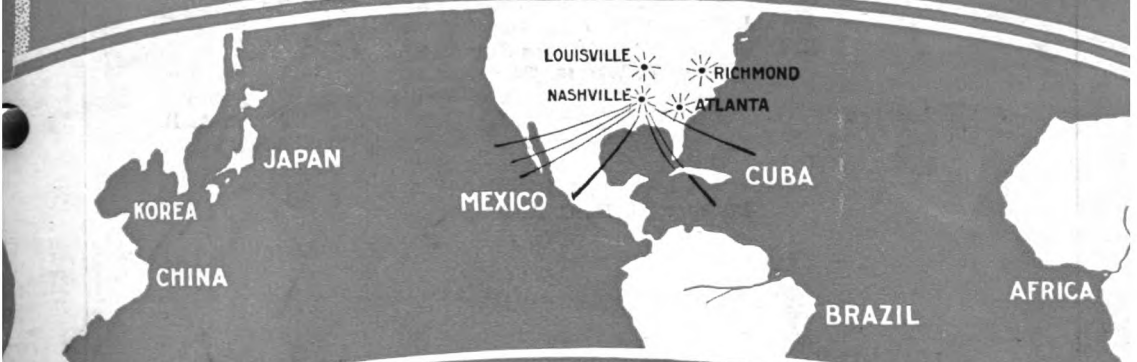 LOUISVILLE
RICHMOND
NASHVILLE
ATLANTA
JAPAN
CUBA
MEXICO
KOREA
CHINA
AFRICA
BRAZIL